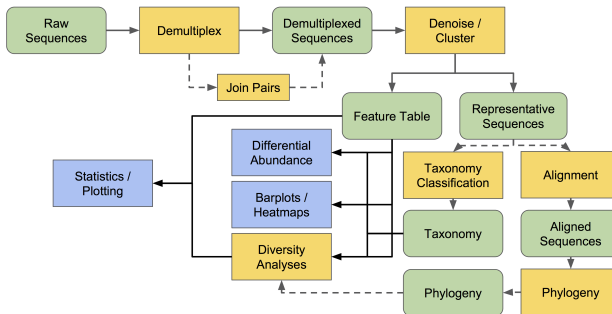 Raw
Sequences
Demultiplex
Demultiplexed
Sequences
Denoise /
Cluster
Join Pairs
Feature Table
Representative
Sequences
Differential
Abundance
Statistics /
Plotting
Taxonomy
Classification
Alignment
Barplots /
Heatmaps
Taxonomy
Aligned
Sequences
Diversity
Analyses
Phylogeny
Phylogeny